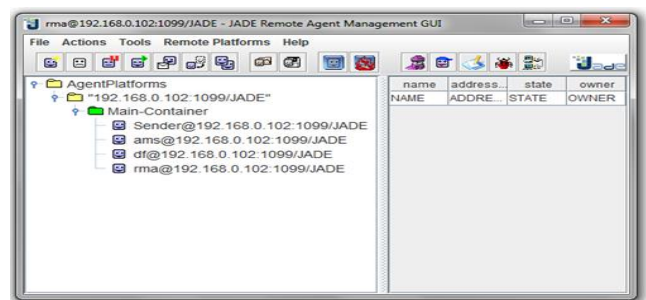 rma@192.168.0.102:1099/JADE - JADE Remote Agent Management GUI
File Actions Tools Remote Platforms Help
Jade
AgentPlatforms
"192.168.0.102:1099/JADE"
Main-Container
Sender@192.168.0.102:1099/JADE
ams@192.168.0.102:1099/JADE
df@192.168.0.102:1099/JADE
rma@192.168.0.102:1099/JADE
name address... state owner
NAME ADDRE... STATE OWNER